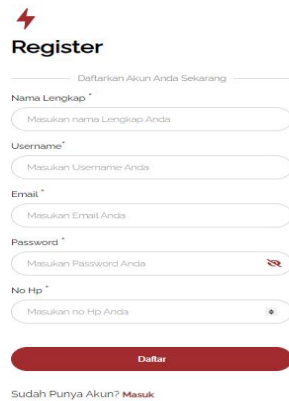 Register
Daftarkan Akun Anda Sekarang
Nama Lengkap *
Masukan nama Lengkap Anda
Username*
Masukan Username Anda
Email *
Masukan Email Anda
Password *
Masukan Password Anda
No Hp *
Masukan no Hp Anda
Daftar
Sudah Punya Akun? Masuk